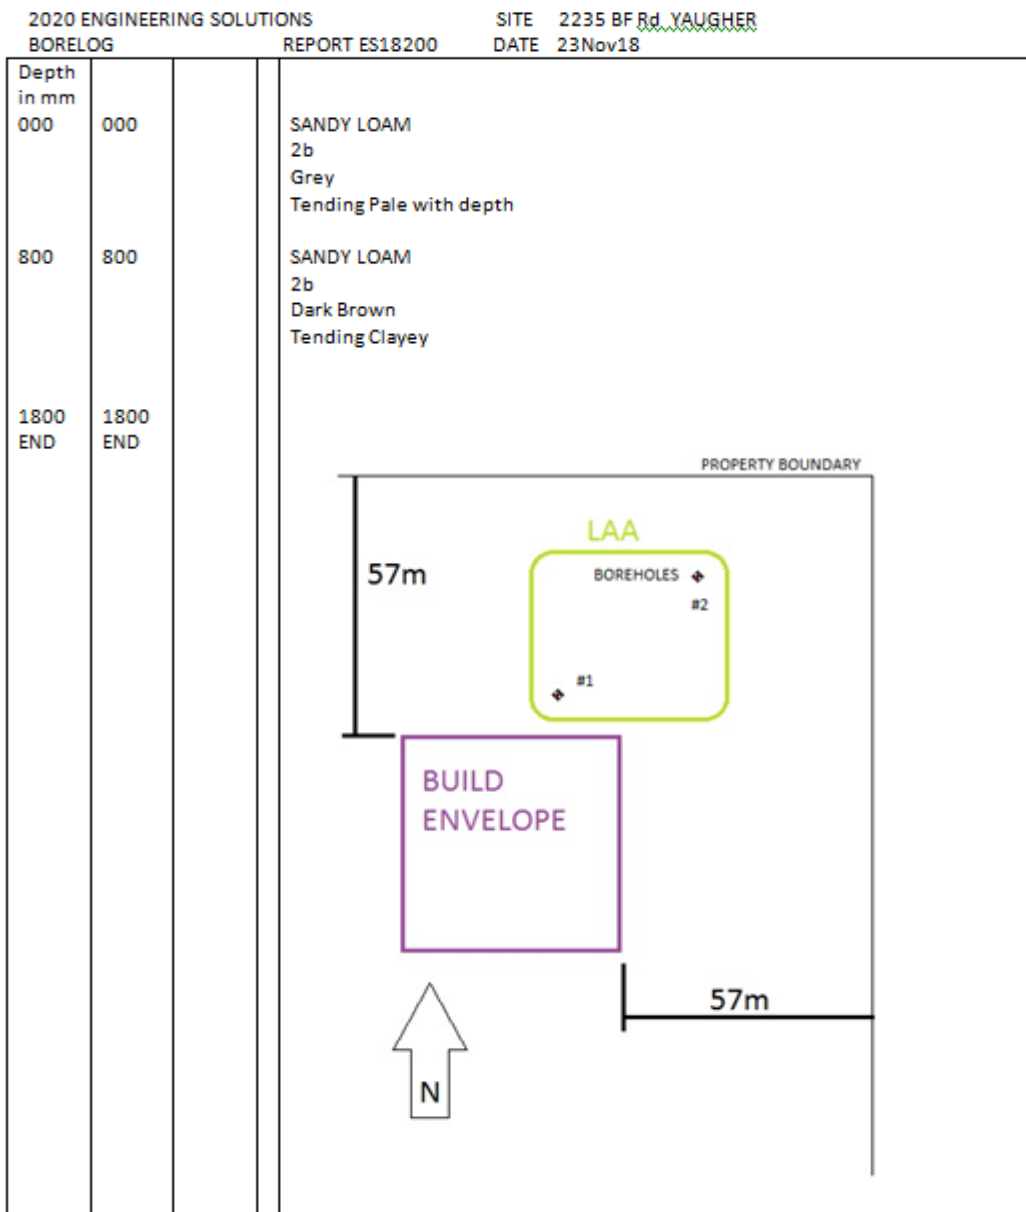 2020 ENGINEERING SOLUTIONS SITE 2235 BF Rd YAUGHER
BORELOG REPORT ES18200 DATE 23Nov18
Depth
in mm
000 000 SANDY LOAM
2b
Grey
Tending Pale with depth
800 800 SANDY LOAM
2b
Dark Brown
Tending Clayey
1800 1800
END END
PROPERTY BOUNDARY
LAA
57m BOREHOLES
#2
#1
BUILD
ENVELOPE
57m
N